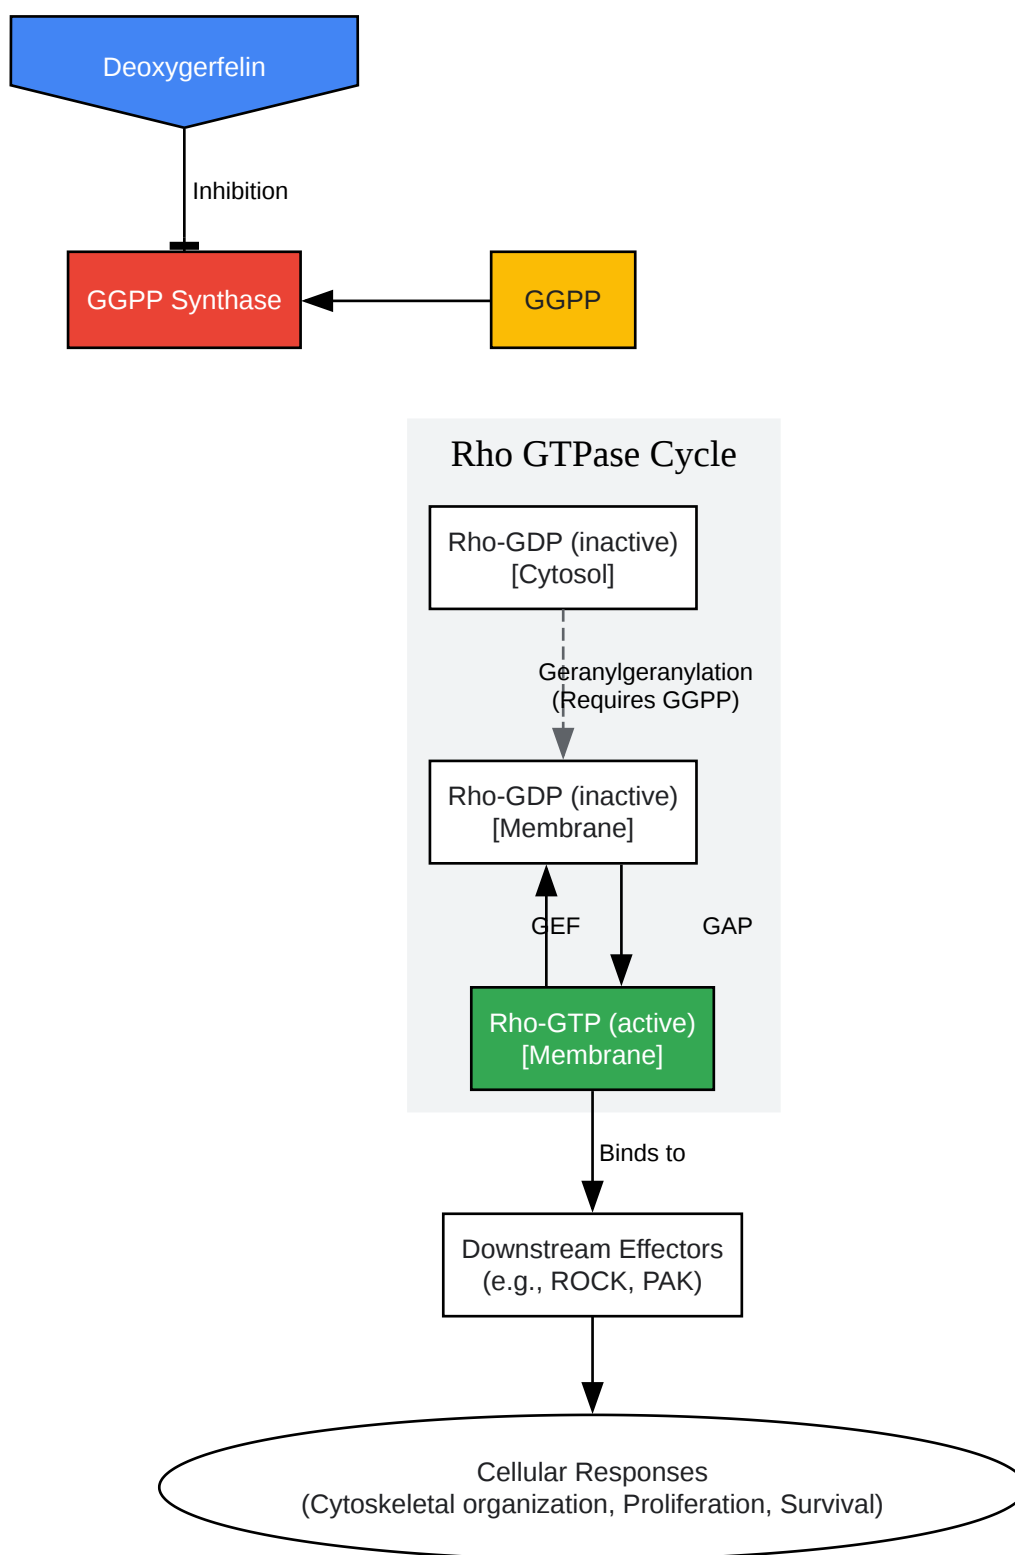 Deoxygerfelin
Inhibition
GGPP Synthase
GGPP
Rho GTPase Cycle
Rho-GDP (inactive)
[Cytosol]
Geranylgeranylation
(Requires GGPP)
Rho-GDP (inactive)
[Membrane]
GEF
GAP
Rho-GTP (active)
[Membrane]
Binds to
Downstream Effectors
(e.g., ROCK, PAK)
Cellular Responses
(Cytoskeletal organization, Proliferation, Survival)